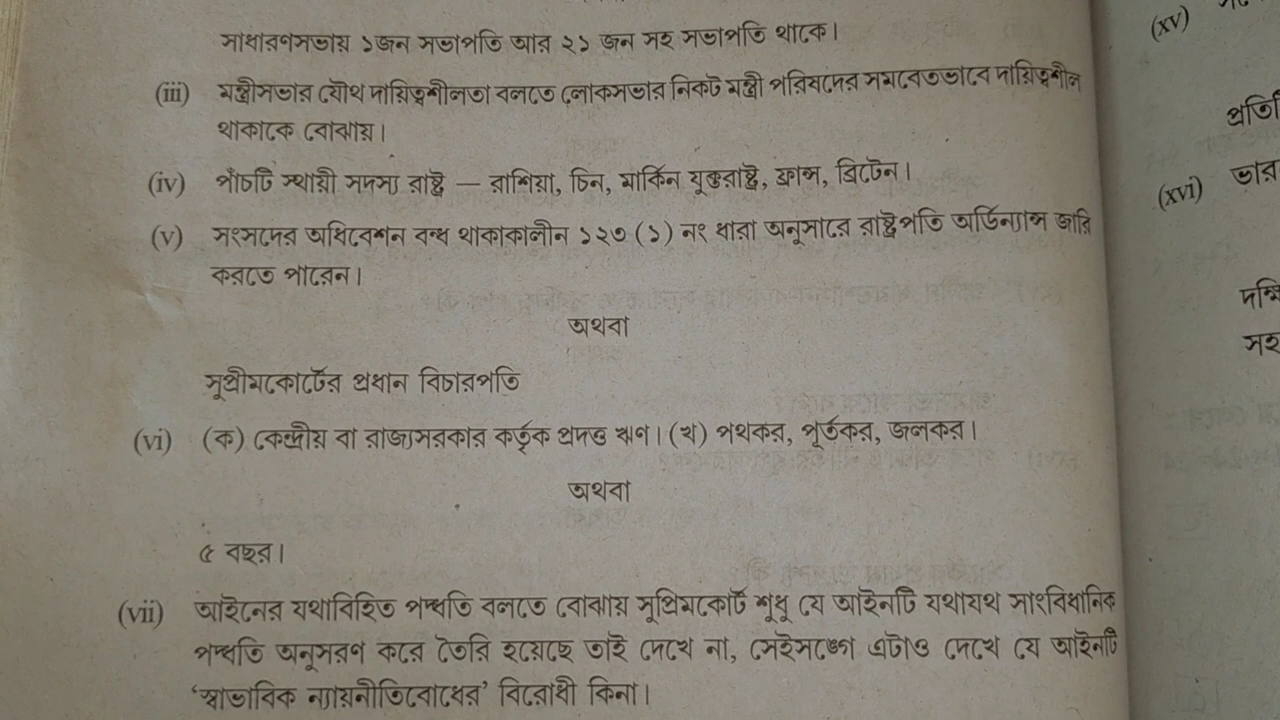 সাধারণসভায় ১জন সভাপতি আর ২১ জন সহ সভাপতি থাকে।
(iii) মন্ত্রীসভার যৌথ দায়িত্বশীলতা বলতে লোকসভার নিকট মন্ত্রী পরিষদের সমবেতভাবে দায়িত্বশীল
থাকাকে বোঝায়।
(iv) পাঁচটি স্থায়ী সদস্য রাষ্ট্র — রাশিয়া, চিন, মার্কিন যুক্তরাষ্ট্র, ফ্রান্স, ব্রিটেন।
(v) সংসদের অধিবেশন বন্ধ থাকাকালীন ১২৩ (১) নং ধারা অনুসারে রাষ্ট্রপতি অর্ডিন্যান্স জারি
করতে পারেন।
অথবা
সুপ্রীমকোর্টের প্রধান বিচারপতি
(vi) (ক) কেন্দ্রীয় বা রাজ্যসরকার কর্তৃক প্রদত্ত ঋণ। (খ) পথকর, পূর্তকর, জলকর।
অথবা
৫ বছর।
(vii) আইনের যথাবিহিত পদ্ধতি বলতে বোঝায় সুপ্রিমকোর্ট শুধু যে আইনটি যথাযথ সাংবিধানিক
পদ্ধতি অনুসরণ করে তৈরি হয়েছে তাই দেখে না, সেইসঙ্গে এটাও দেখে যে আইনটি
‘স্বাভাবিক ন্যায়নীতিবোধের’ বিরোধী কিনা।
(xv)
প্রতি
(xvi) ভার
সহ